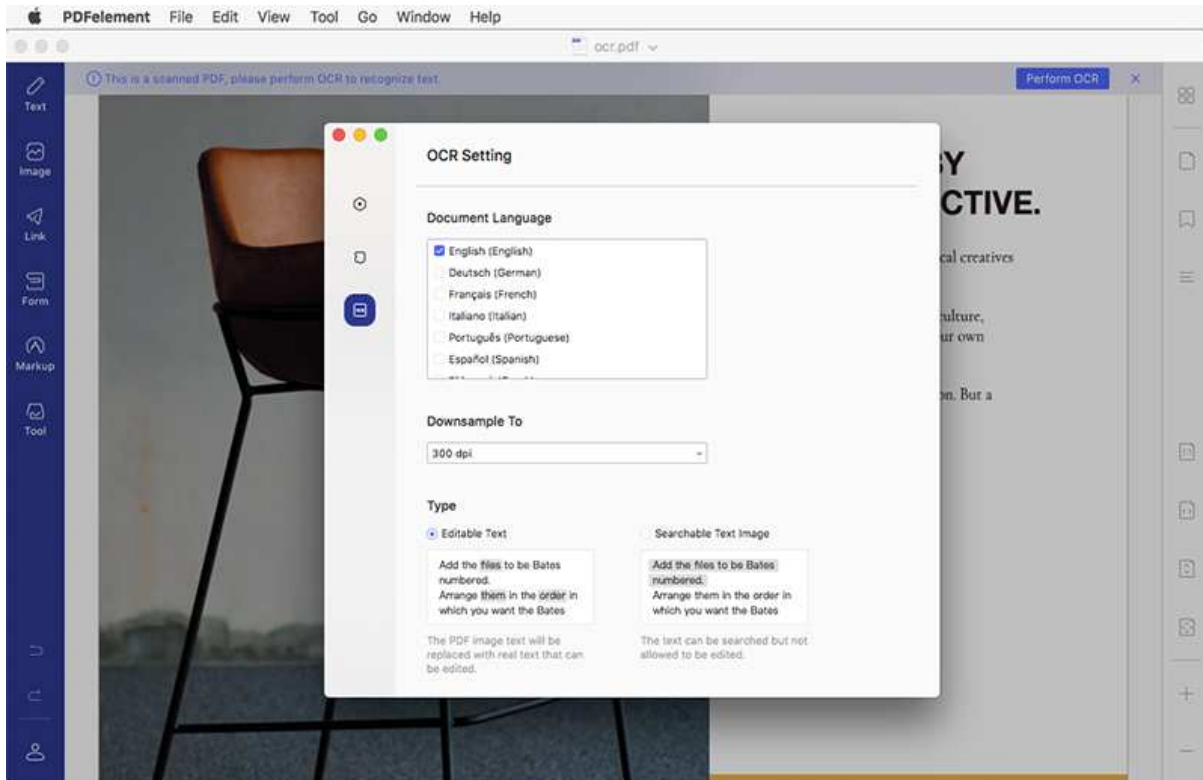 PDFelement File Edit View Tool Go Window Help
ocr.pdf
This is a scanned PDF, please perform OCR to recognize text.
Perform OCR
Text
Image
Link
Form
Markup
Tool
OCR Setting
Document Language
English (English)
Deutsch (German)
Français (French)
Italiano (Italian)
Português (Portuguese)
Español (Spanish)
Downsample To
300 dpi
Type
Editable Text
Add the files to be Bates
numbered.
Arrange them in the order in
which you want the Bates
The PDF image text will be
replaced with real text that can
be edited.
Searchable Text Image
Add the files to be Bates
numbered.
Arrange them in the order in
which you want the Bates
The text can be searched but not
allowed to be edited.
BY
CTIVE.
cal creatives
culture,
ur own
on. But a